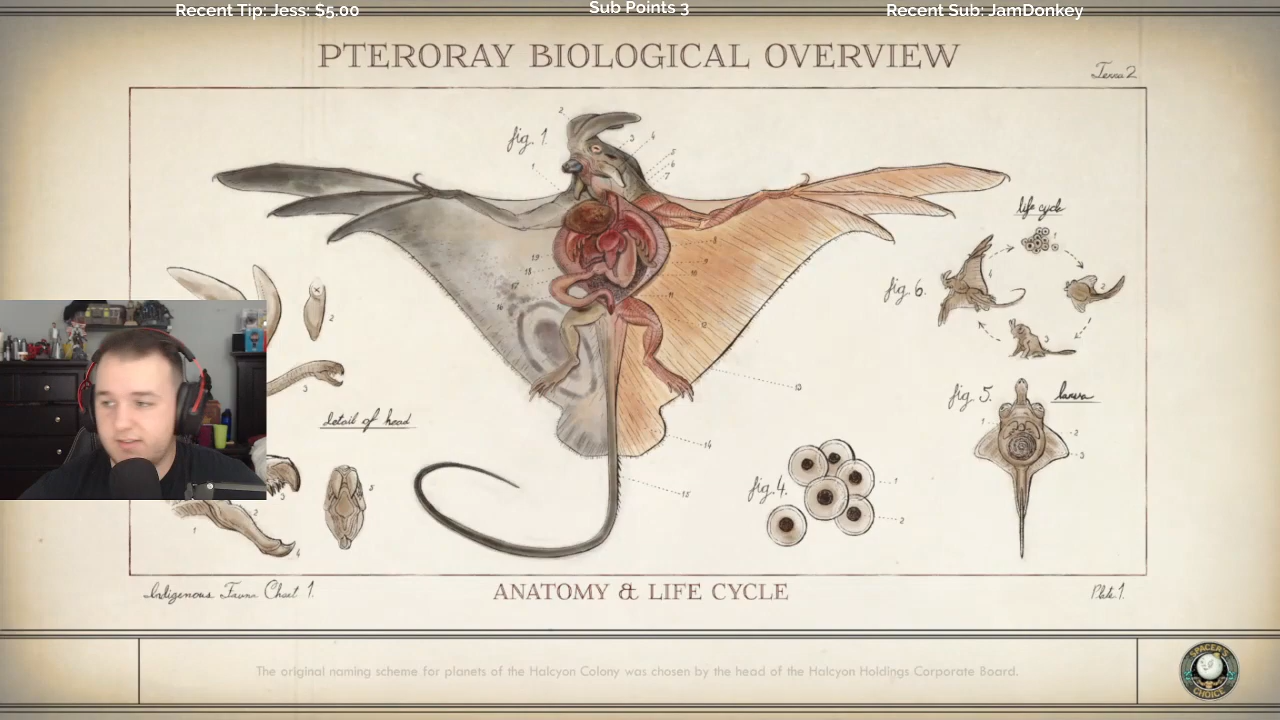 Recent Tip: Jess: $5.00
Sub Points 3
Recent Sub: JamDonkey
PTERORAY BIOLOGICAL OVERVIEW
Terra 2
fig. 1.
life cycle
fig. 6.
fig. 5.
larva
detail of head
fig. 4.
Indigenous Fauna Chart 1.
ANATOMY & LIFE CYCLE
Plate 1.
The original naming scheme for planets of the Halcyon Colony was chosen by the head of the Halcyon Holdings Corporate Board.
SPACER'S
CHOICE